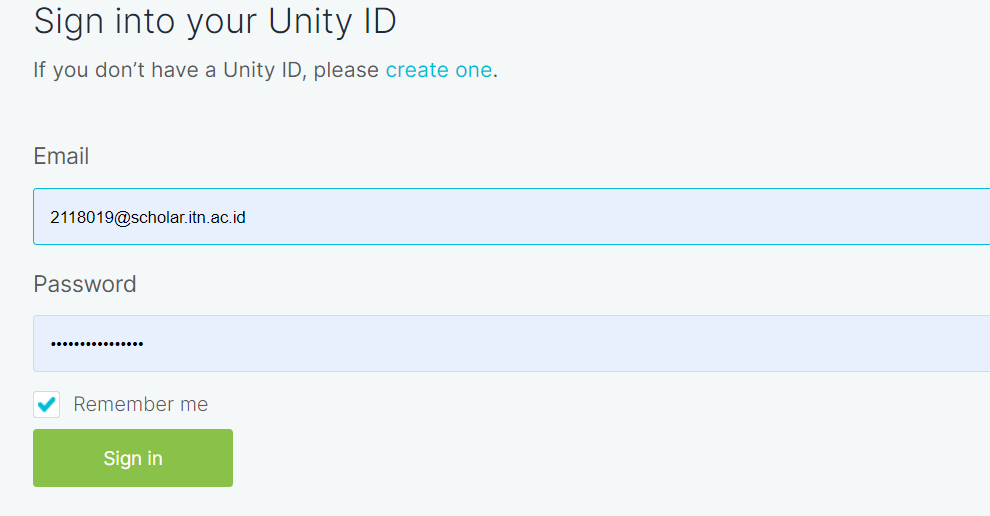 Sign into your Unity ID
If you don’t have a Unity ID, please create one.
Email
2118019@scholar.itn.ac.id
Password
••••••••••••••••
Remember me
Sign in